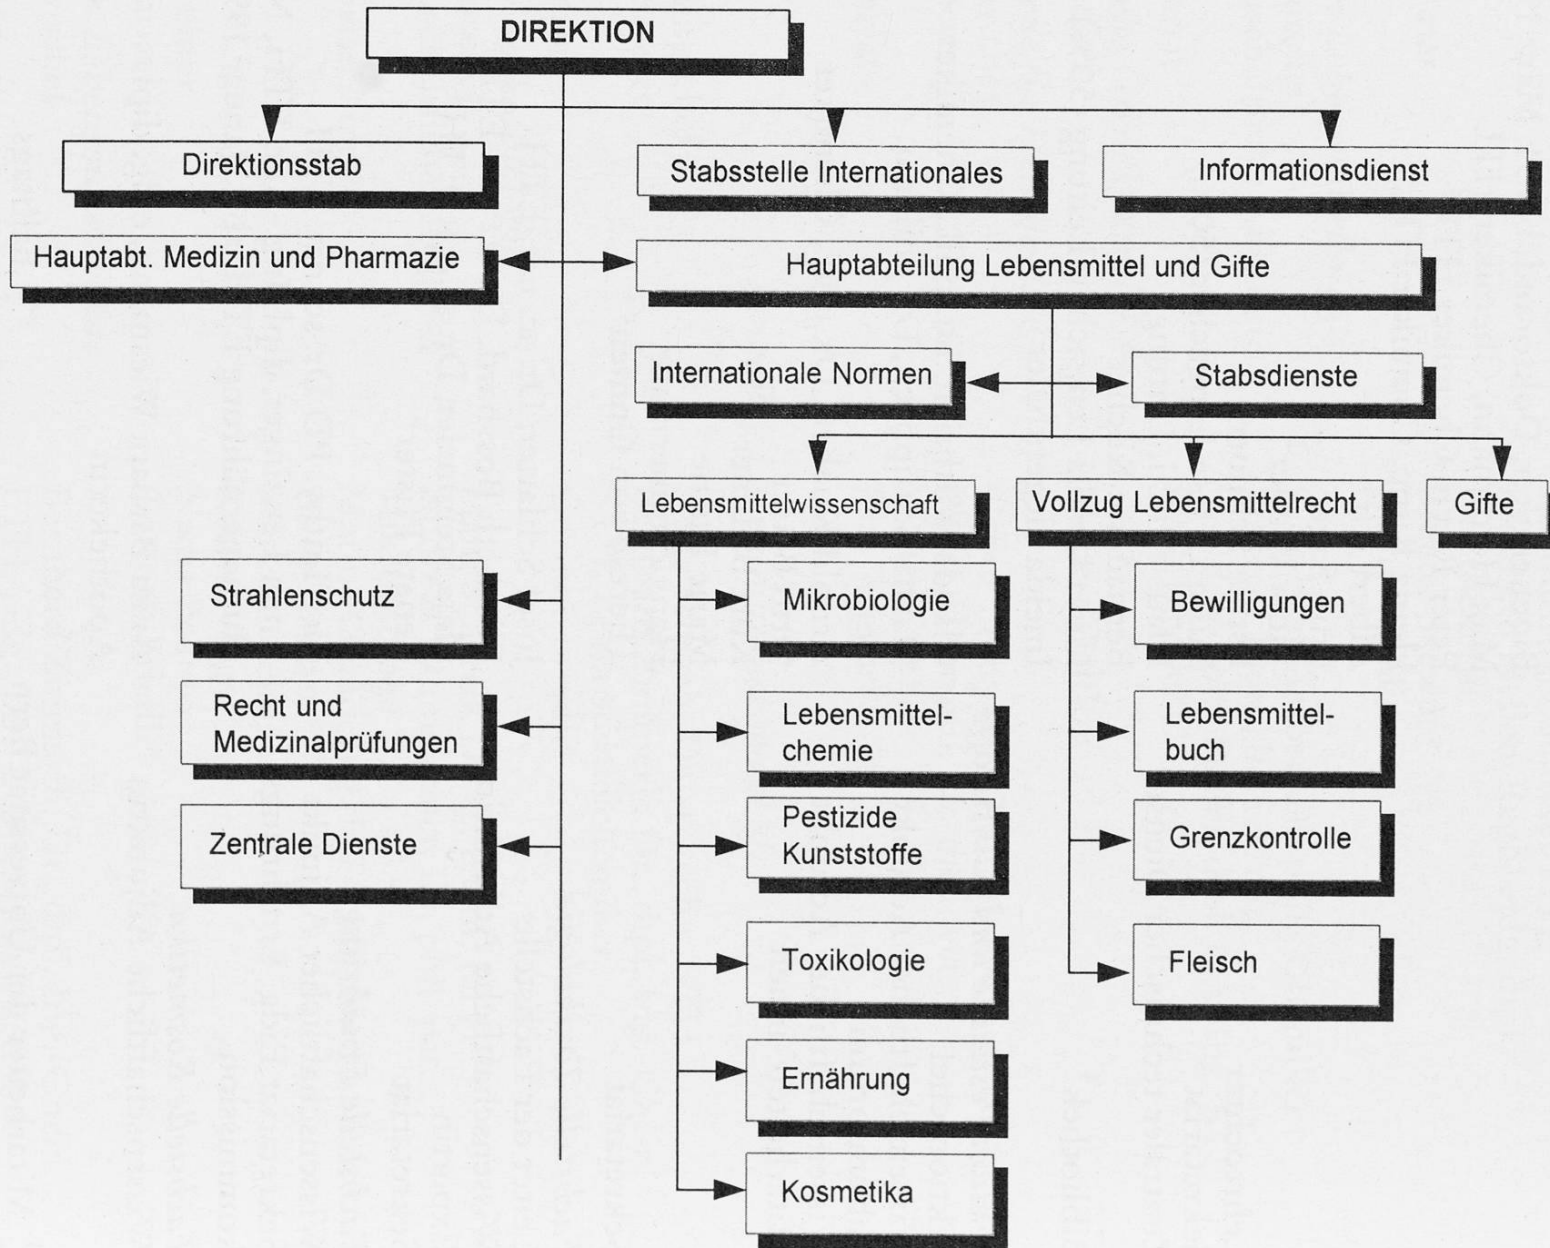 DIREKTION
Direktionsstab
Stabsstelle Internationales
Informationsdienst
Hauptabt. Medizin und Pharmazie
Hauptabteilung Lebensmittel und Gifte
Internationale Normen
Stabsdienste
Lebensmittelwissenschaft
Vollzug Lebensmittelrecht
Gifte
Strahlenschutz
Recht und
Medizinalprüfungen
Zentrale Dienste
Mikrobiologie
Lebensmittel-
chemie
Pestizide
Kunststoffe
Toxikologie
Ernährung
Kosmetika
Bewilligungen
Lebensmittel-
buch
Grenzkontrolle
Fleisch